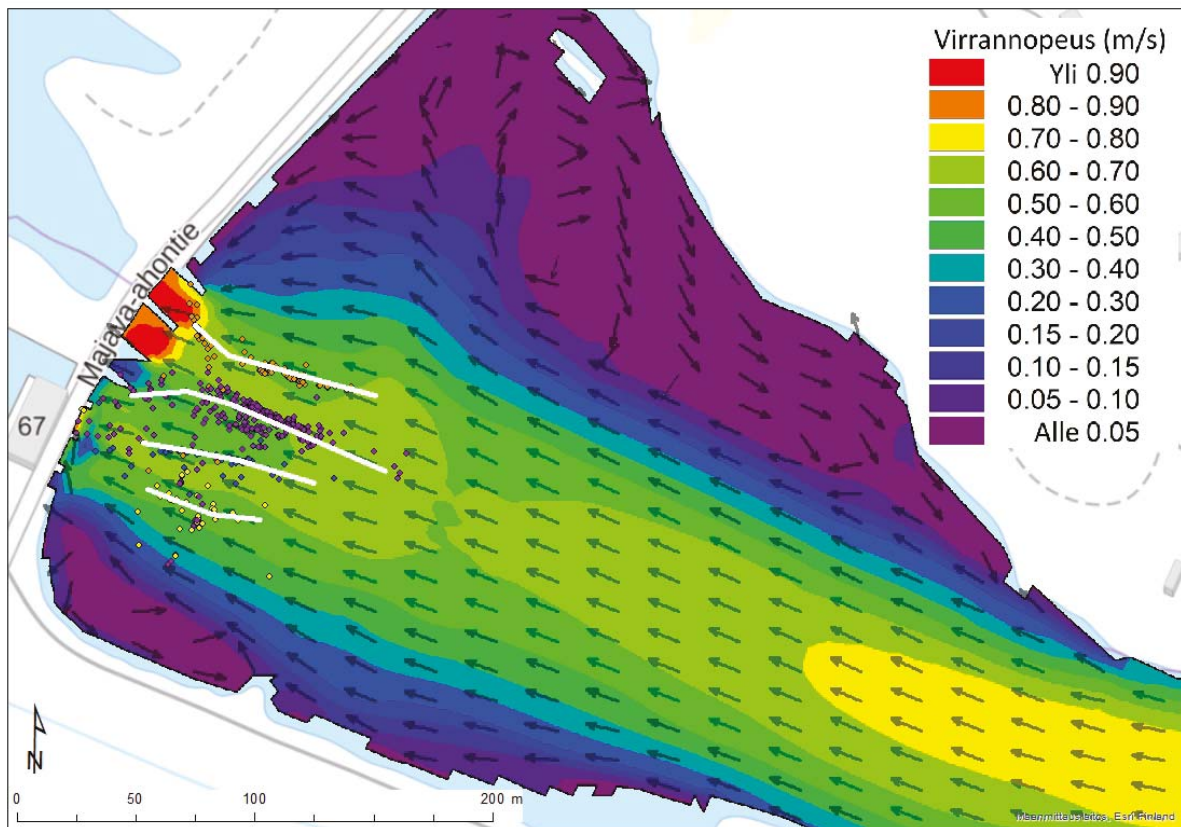 Virrannopeus (m/s)
Yli 0.90
0.80 - 0.90
0.70 - 0.80
0.60 - 0.70
0.50 - 0.60
0.40 - 0.50
0.30 - 0.40
0.20 - 0.30
0.15 - 0.20
0.10 - 0.15
0.05 - 0.10
Alle 0.05
Majava-ahontie
67
N
0 50 100 200 m
Maanmittauslaitos, Esri Finland